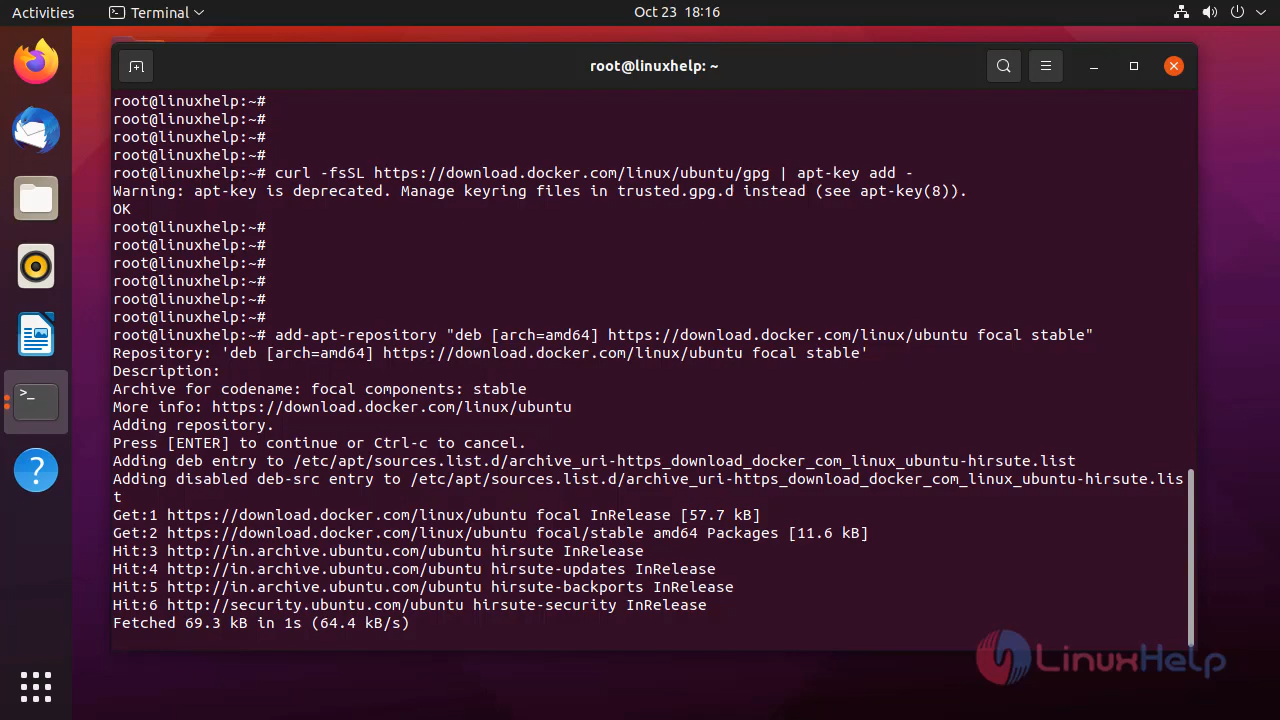 Activities
Terminal
Oct 23 18:16
root@linuxhelp: ~
root@linuxhelp:~#
root@linuxhelp:~#
root@linuxhelp:~#
root@linuxhelp:~#
root@linuxhelp:~# curl -fsSL https://download.docker.com/linux/ubuntu/gpg | apt-key add -
Warning: apt-key is deprecated. Manage keyring files in trusted.gpg.d instead (see apt-key(8)).
OK
root@linuxhelp:~#
root@linuxhelp:~#
root@linuxhelp:~#
root@linuxhelp:~#
root@linuxhelp:~#
root@linuxhelp:~#
root@linuxhelp:~# add-apt-repository "deb [arch=amd64] https://download.docker.com/linux/ubuntu focal stable"
Repository: 'deb [arch=amd64] https://download.docker.com/linux/ubuntu focal stable'
Description:
Archive for codename: focal components: stable
More info: https://download.docker.com/linux/ubuntu
Adding repository.
Press [ENTER] to continue or Ctrl-c to cancel.
Adding deb entry to /etc/apt/sources.list.d/archive_uri-https_download_docker_com_linux_ubuntu-hirsute.list
Adding disabled deb-src entry to /etc/apt/sources.list.d/archive_uri-https_download_docker_com_linux_ubuntu-hirsute.lis
t
Get:1 https://download.docker.com/linux/ubuntu focal InRelease [57.7 kB]
Get:2 https://download.docker.com/linux/ubuntu focal/stable amd64 Packages [11.6 kB]
Hit:3 http://in.archive.ubuntu.com/ubuntu hirsute InRelease
Hit:4 http://in.archive.ubuntu.com/ubuntu hirsute-updates InRelease
Hit:5 http://in.archive.ubuntu.com/ubuntu hirsute-backports InRelease
Hit:6 http://security.ubuntu.com/ubuntu hirsute-security InRelease
Fetched 69.3 kB in 1s (64.4 kB/s)
LinuxHelp